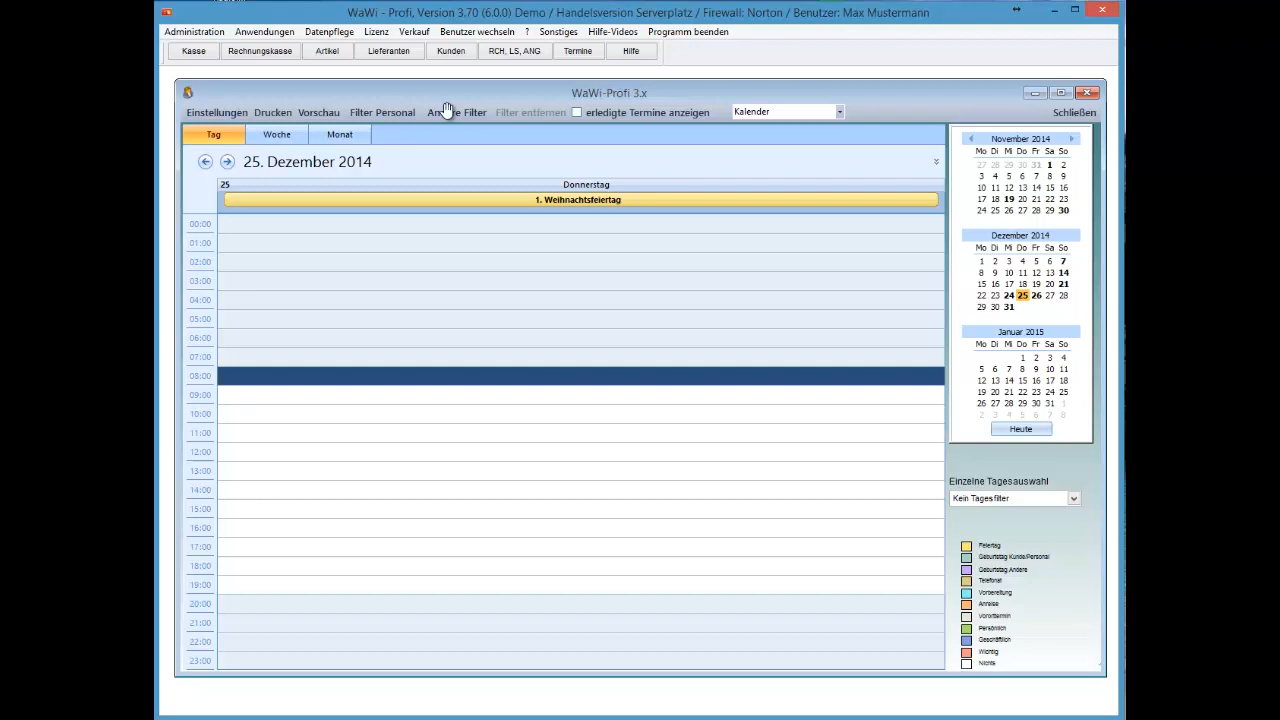 WaWi - Profi, Version 3.70 (6.0.0) Demo / Handelsversion Serverplatz / Firewall: Norton / Benutzer: Max Mustermann
Administration Anwendungen Datenpflege Lizenz Verkauf Benutzer wechseln ? Sonstiges Hilfe-Videos Programm beenden
Kasse Rechnungskasse Artikel Lieferanten Kunden RCH, LS, ANG Termine Hilfe
WaWi-Profi 3.x
Einstellungen Drucken Vorschau Filter Personal Filter Filter entfernen erledigte Termine anzeigen Kalender Schließen
Tag Woche Monat
25. Dezember 2014
25 Donnerstag
1. Weihnachtsfeiertag
00:00
01:00
02:00
03:00
04:00
05:00
06:00
07:00
08:00
09:00
10:00
11:00
12:00
13:00
14:00
15:00
16:00
17:00
18:00
19:00
20:00
21:00
22:00
23:00
November 2014
Mo Di Mi Do Fr Sa So
27 28 29 30 31 1 2
3 4 5 6 7 8 9
10 11 12 13 14 15 16
17 18 19 20 21 22 23
24 25 26 27 28 29 30
Dezember 2014
Mo Di Mi Do Fr Sa So
1 2 3 4 5 6 7
8 9 10 11 12 13 14
15 16 17 18 19 20 21
22 23 24 25 26 27 28
29 30 31
Januar 2015
Mo Di Mi Do Fr Sa So
1 2 3 4
5 6 7 8 9 10 11
12 13 14 15 16 17 18
19 20 21 22 23 24 25
26 27 28 29 30 31 1
2 3 4 5 6 7 8
Heute
Einzelne Tagesauswahl
Kein Tagesfilter
Feiertag
Geburtstag Kunde/Personal
Geburtstag Andere
Telefonat
Vorbereitung
Anreise
Vororttermin
Persönlich
Geschäftlich
Wichtig
Nichts